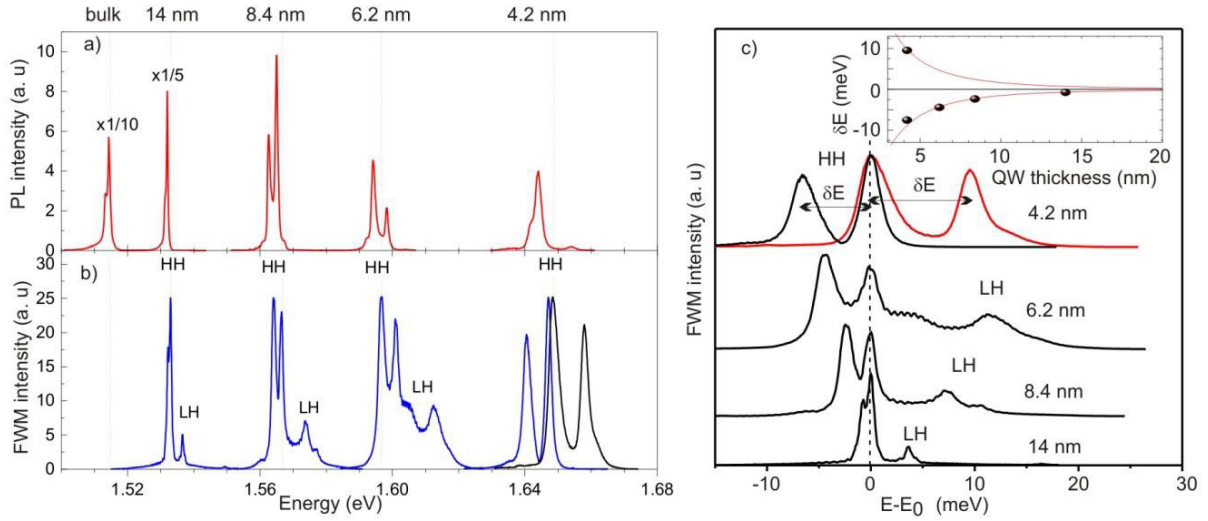 bulk 14 nm 8.4 nm 6.2 nm 4.2 nm
a)
PL intensity (a. u)
10
8
6
4
2
0
x1/10
x1/5
b)
FWM intensity (a. u)
30
25
20
15
10
5
0
HH HH HH HH
LH LH LH
1.52 1.56 1.60 1.64 1.68
Energy (eV)
c)
FWM intensity (a. u)
δE (meV)
10
0
-10
5 10 15 20
QW thickness (nm)
HH
δE δE
4.2 nm
LH
6.2 nm
LH
8.4 nm
LH
14 nm
-10 0 10 20 30
E-E0 (meV)